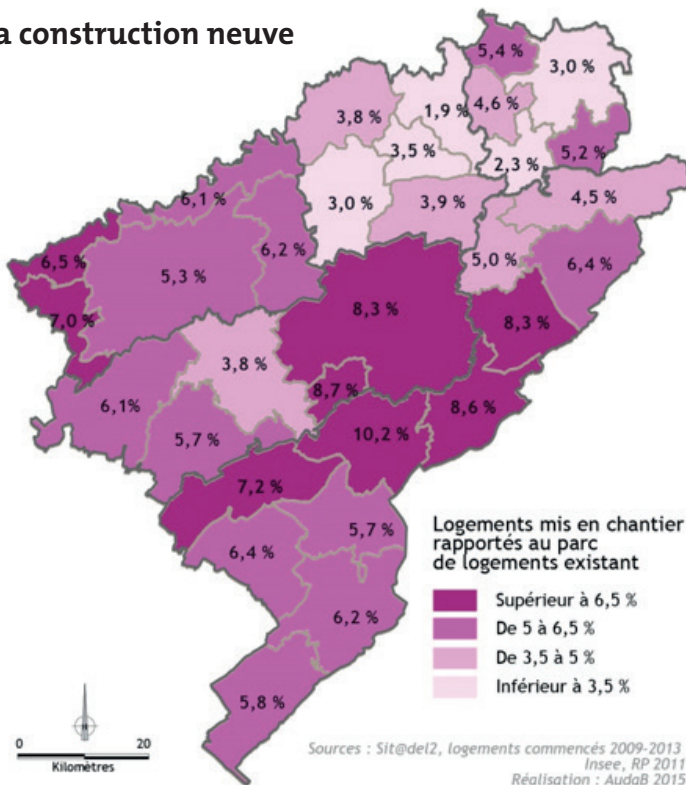 a construction neuve
5,4 %
3,0 %
3,8 %
1,9 %
4,6 %
3,5 %
2,3 %
5,2 %
6,1 %
3,0 %
3,9 %
4,5 %
6,5 %
5,3 %
6,2 %
5,0 %
6,4 %
7,0 %
8,3 %
8,3 %
3,8 %
8,7 %
8,6 %
6,1%
5,7 %
10,2 %
7,2 %
5,7 %
6,4 %
6,2 %
5,8 %
Logements mis en chantier
rapportés au parc
de logements existant
Supérieur à 6,5 %
De 5 à 6,5 %
De 3,5 à 5 %
Inférieur à 3,5 %
0 20
Kilomètres
Sources : Sit@del2, logements commencés 2009-2013
Insee, RP 2011
Réalisation : AudaB 2015